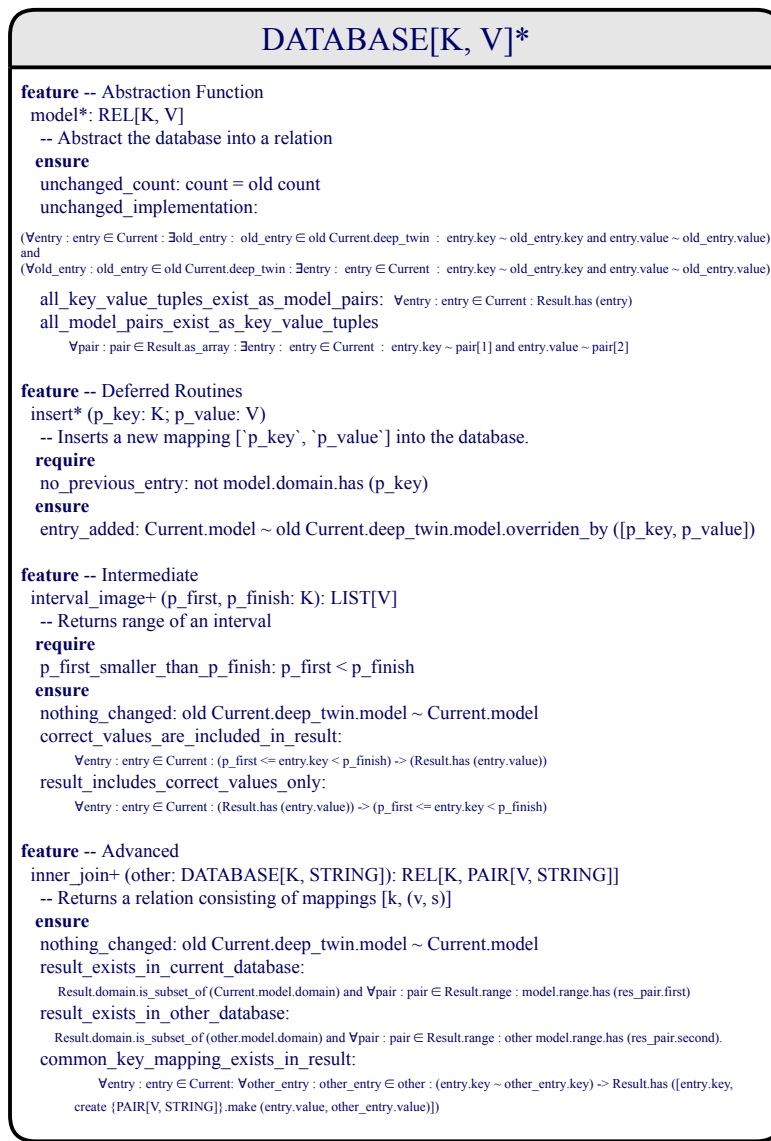 DATABASE[K, V]*
feature -- Abstraction Function
model*: REL[K, V]
-- Abstract the database into a relation
ensure
unchanged_count: count = old count
unchanged_implementation:
(∀entry : entry ∈ Current : ∃old_entry : old_entry ∈ old Current.deep_twin : entry.key ~ old_entry.key and entry.value ~ old_entry.value)
and
(∀old_entry : old_entry ∈ old Current.deep_twin : ∃entry : entry ∈ Current : entry.key ~ old_entry.key and entry.value ~ old_entry.value)
all_key_value_tuples_exist_as_model_pairs: ∀entry : entry ∈ Current : Result.has (entry)
all_model_pairs_exist_as_key_value_tuples
∀pair : pair ∈ Result.as_array : ∃entry : entry ∈ Current : entry.key ~ pair[1] and entry.value ~ pair[2]
feature -- Deferred Routines
insert* (p_key: K; p_value: V)
-- Inserts a new mapping [`p_key`, `p_value`] into the database.
require
no_previous_entry: not model.domain.has (p_key)
ensure
entry_added: Current.model ~ old Current.deep_twin.model.overriden_by ([p_key, p_value])
feature -- Intermediate
interval_image+ (p_first, p_finish: K): LIST[V]
-- Returns range of an interval
require
p_first_smaller_than_p_finish: p_first < p_finish
ensure
nothing_changed: old Current.deep_twin.model ~ Current.model
correct_values_are_included_in_result:
∀entry : entry ∈ Current : (p_first <= entry.key < p_finish) -> (Result.has (entry.value))
result_includes_correct_values_only:
∀entry : entry ∈ Current : (Result.has (entry.value)) -> (p_first <= entry.key < p_finish)
feature -- Advanced
inner_join+ (other: DATABASE[K, STRING]): REL[K, PAIR[V, STRING]]
-- Returns a relation consisting of mappings [k, (v, s)]
ensure
nothing_changed: old Current.deep_twin.model ~ Current.model
result_exists_in_current_database:
Result.domain.is_subset_of (Current.model.domain) and ∀pair : pair ∈ Result.range : model.range.has (res_pair.first)
result_exists_in_other_database:
Result.domain.is_subset_of (other.model.domain) and ∀pair : pair ∈ Result.range : other model.range.has (res_pair.second).
common_key_mapping_exists_in_result:
∀entry : entry ∈ Current: ∀other_entry : other_entry ∈ other : (entry.key ~ other_entry.key) -> Result.has ([entry.key,
create {PAIR[V, STRING]}.make (entry.value, other_entry.value)])